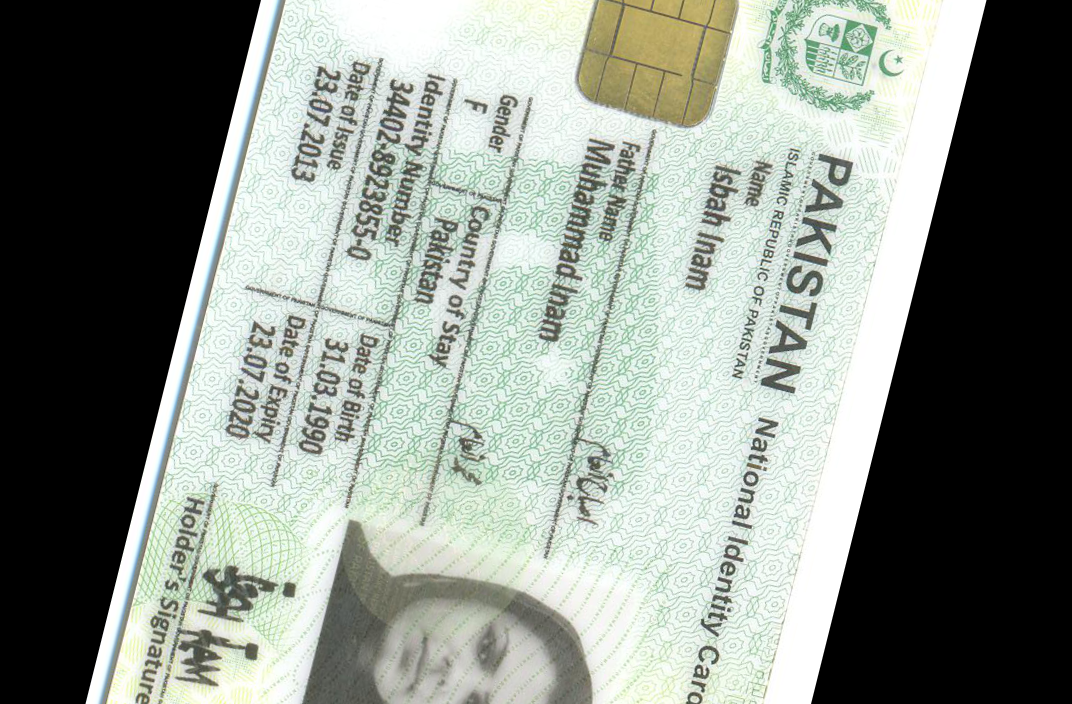 PAKISTAN National Identity Card
ISLAMIC REPUBLIC OF PAKISTAN
Name
Isbah Inam
Father Name
Muhammad Inam
Gender
F
Country of Stay
Pakistan
Identity Number
34402-8923855-0
Date of Birth
31.03.1990
Date of Issue
23.07.2013
Date of Expiry
23.07.2020
Holder's Signature